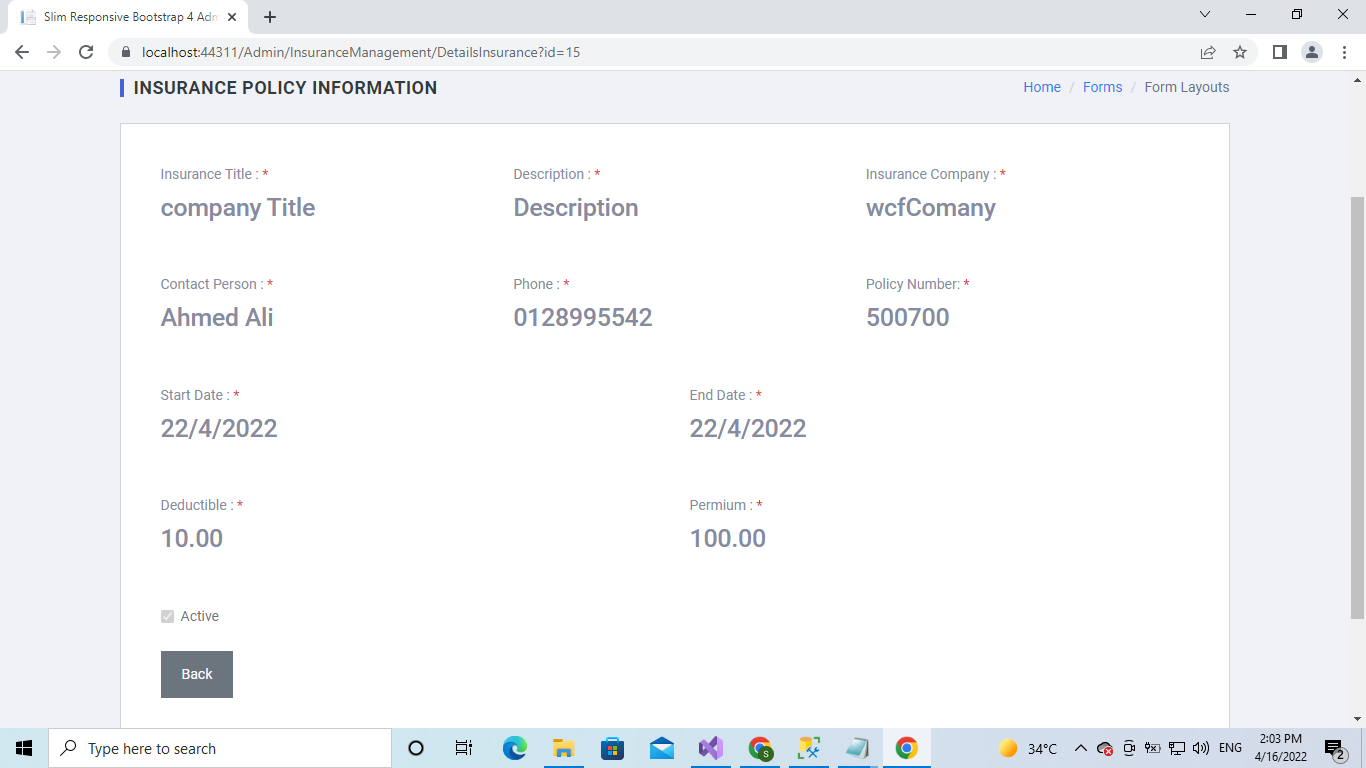 Slim Responsive Bootstrap 4 Adm
localhost:44311/Admin/InsuranceManagement/DetailsInsurance?id=15
INSURANCE POLICY INFORMATION
Home / Forms / Form Layouts
Insurance Title : * Description : * Insurance Company : *
company Title Description wcfComany
Contact Person : * Phone : * Policy Number: *
Ahmed Ali 0128995542 500700
Start Date : * End Date : *
22/4/2022 22/4/2022
Deductible : * Permium : *
10.00 100.00
Active
Back
Type here to search
S
34°C
ENG
2:03 PM
4/16/2022
2